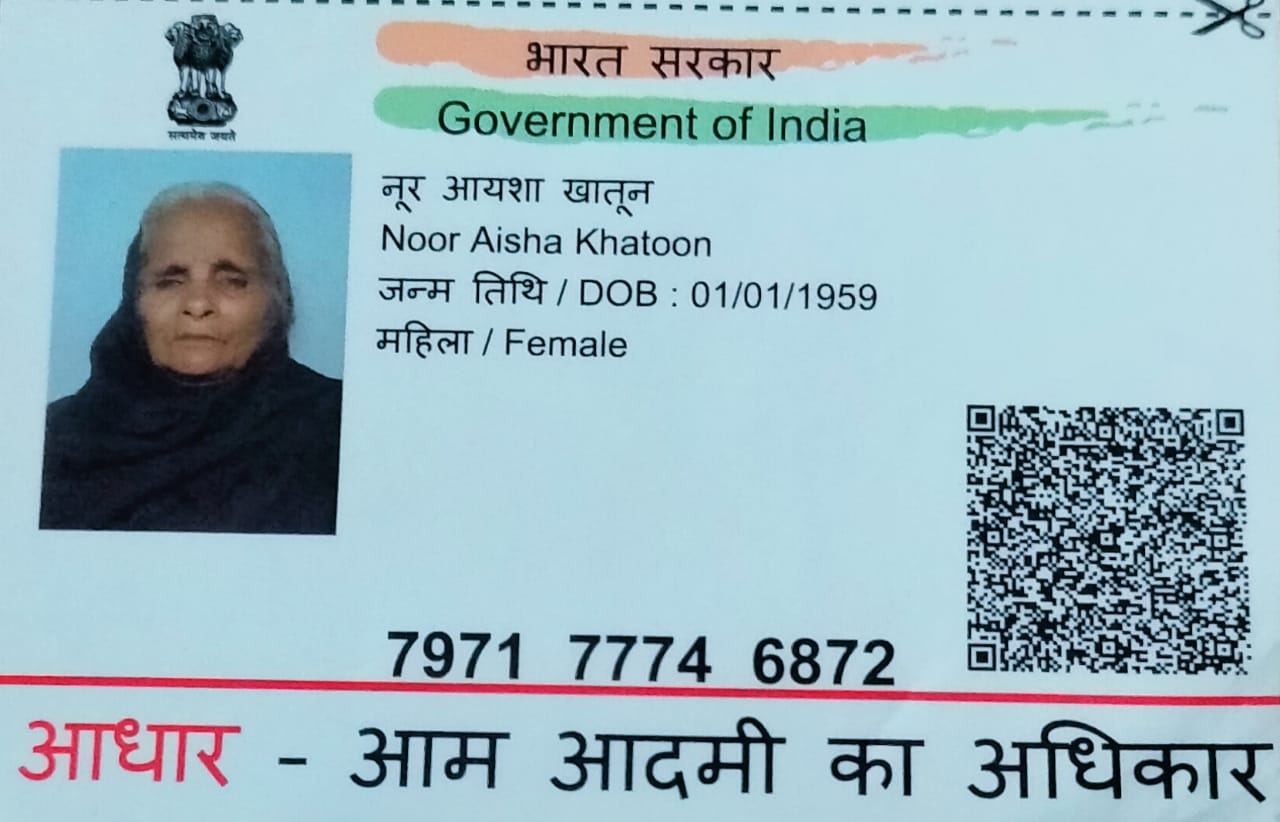 भारत सरकार
Government of India
सत्यमेव जयते
नूर आयशा खातून
Noor Aisha Khatoon
जन्म तिथि / DOB : 01/01/1959
महिला / Female
7971 7774 6872
आधार - आम आदमी का अधिकार